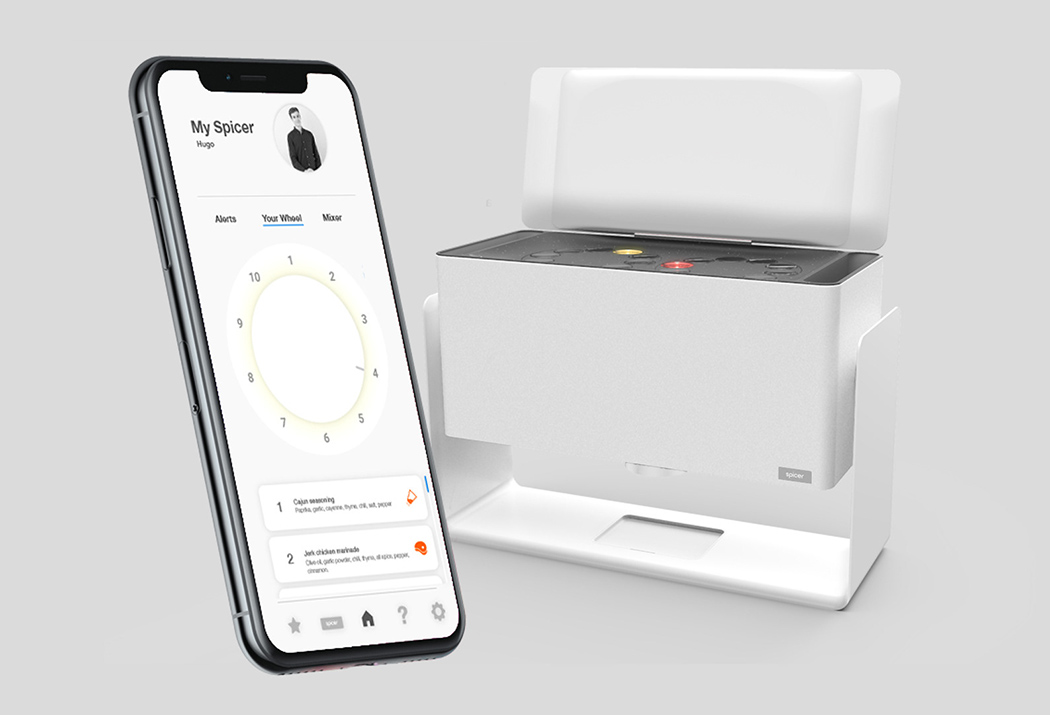 My Spicer
Hugo
Alerts
Your Wheel
Mixer
1
2
3
4
5
6
7
8
9
10
1
Cajun seasoning
Paprika, garlic, cayenne, thyme, chili, salt, pepper
2
Jerk chicken marinade
Olive oil, garlic powder, chili, thyme, allspice, pepper,
cinnamon.
spicer
?
spicer